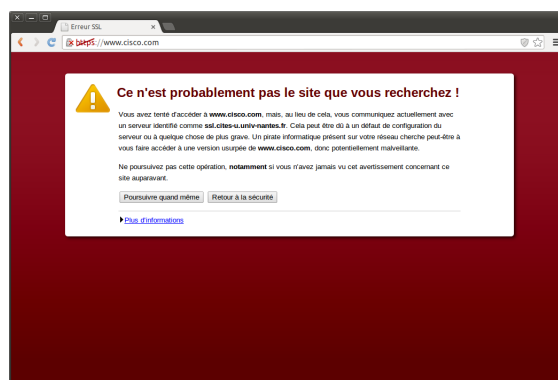 Erreur SSL
https://www.cisco.com
Ce n'est probablement pas le site que vous recherchez !
Vous avez tenté d'accéder à www.cisco.com, mais, au lieu de cela, vous communiquez actuellement avec
un serveur identifié comme ssl.cites-u.univ-nantes.fr. Cela peut être dû à un défaut de configuration du
serveur ou à quelque chose de plus grave. Un pirate informatique présent sur votre réseau cherche peut-être à
vous faire accéder à une version usurpée de www.cisco.com, donc potentiellement malveillante.
Ne poursuivez pas cette opération, notamment si vous n'avez jamais vu cet avertissement concernant ce
site auparavant.
Poursuivre quand même Retour à la sécurité
Plus d'informations